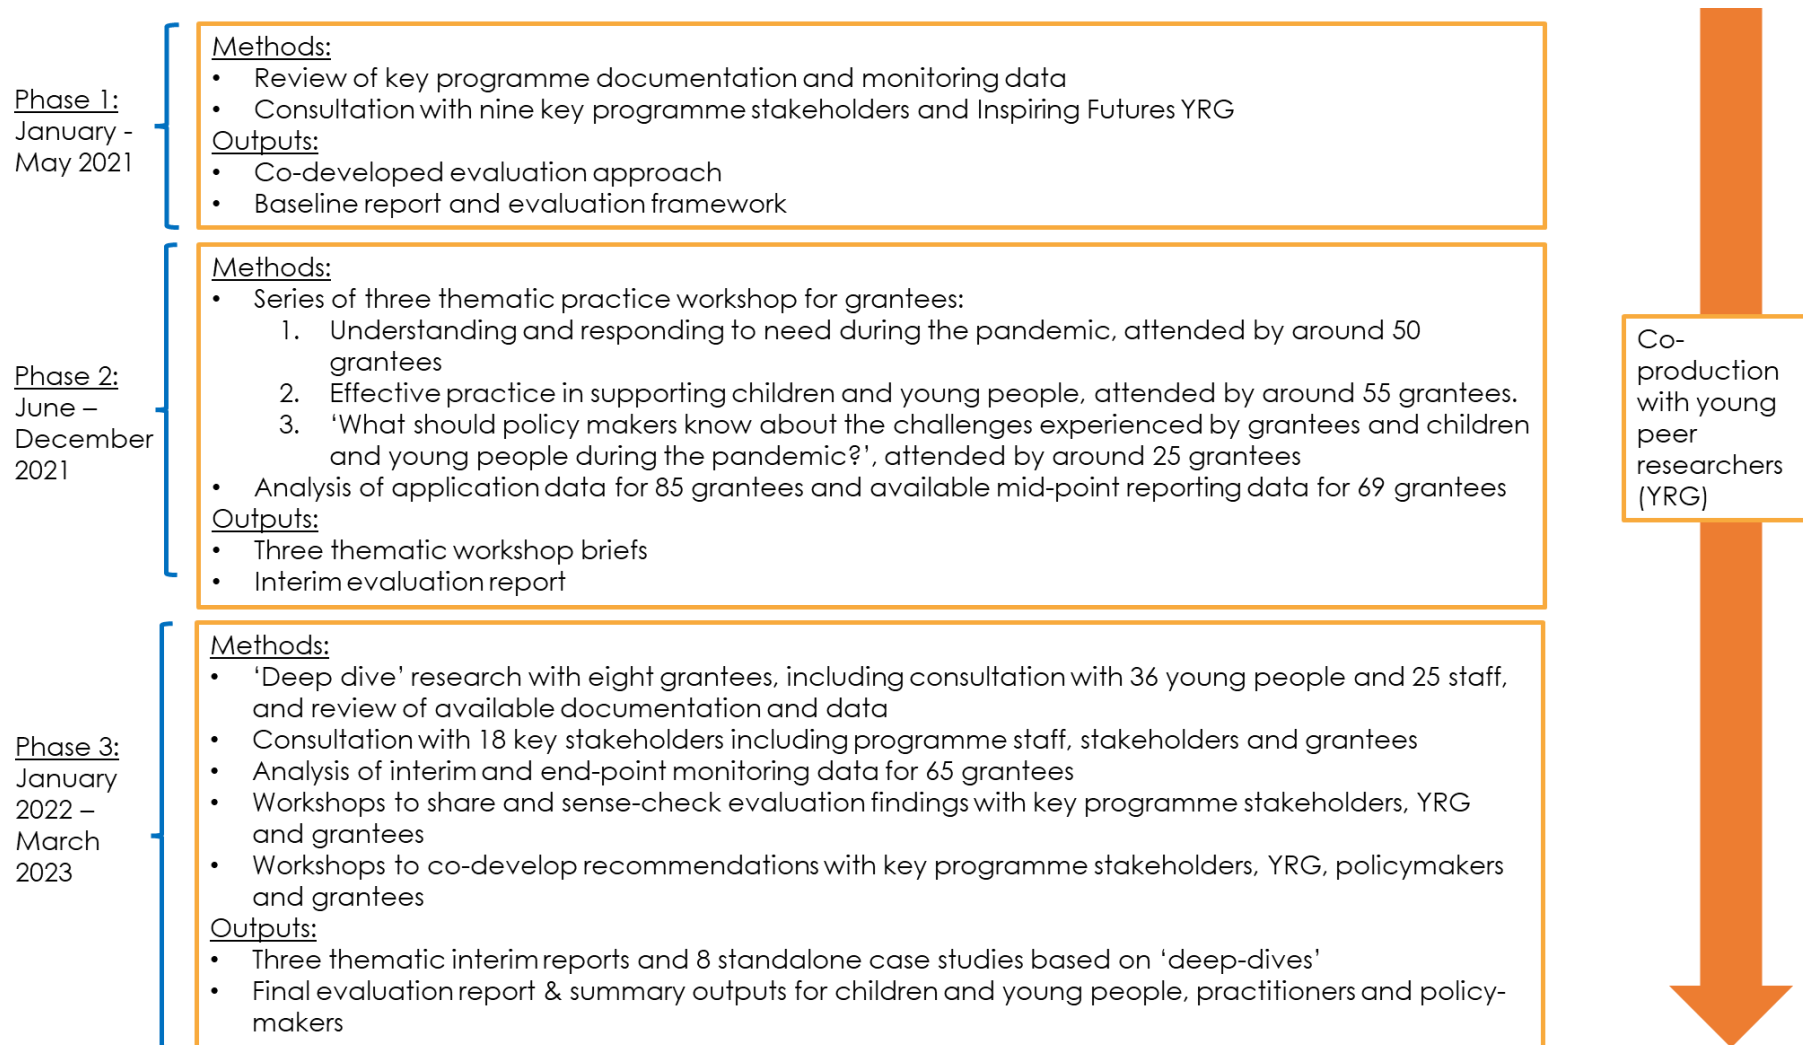 Phase 1:
January -
May 2021
Methods:
• Review of key programme documentation and monitoring data
• Consultation with nine key programme stakeholders and Inspiring Futures YRG
Outputs:
• Co-developed evaluation approach
• Baseline report and evaluation framework
Phase 2:
June –
December
2021
Methods:
• Series of three thematic practice workshop for grantees:
1. Understanding and responding to need during the pandemic, attended by around 50
grantees
2. Effective practice in supporting children and young people, attended by around 55 grantees.
3. ‘What should policy makers know about the challenges experienced by grantees and children
and young people during the pandemic?’, attended by around 25 grantees
• Analysis of application data for 85 grantees and available mid-point reporting data for 69 grantees
Outputs:
• Three thematic workshop briefs
• Interim evaluation report
Phase 3:
January
2022 –
March
2023
Methods:
• ‘Deep dive’ research with eight grantees, including consultation with 36 young people and 25 staff,
and review of available documentation and data
• Consultation with 18 key stakeholders including programme staff, stakeholders and grantees
• Analysis of interim and end-point monitoring data for 65 grantees
• Workshops to share and sense-check evaluation findings with key programme stakeholders, YRG
and grantees
• Workshops to co-develop recommendations with key programme stakeholders, YRG, policymakers
and grantees
Outputs:
• Three thematic interim reports and 8 standalone case studies based on ‘deep-dives’
• Final evaluation report & summary outputs for children and young people, practitioners and policy-
makers
Co-
production
with young
peer
researchers
(YRG)